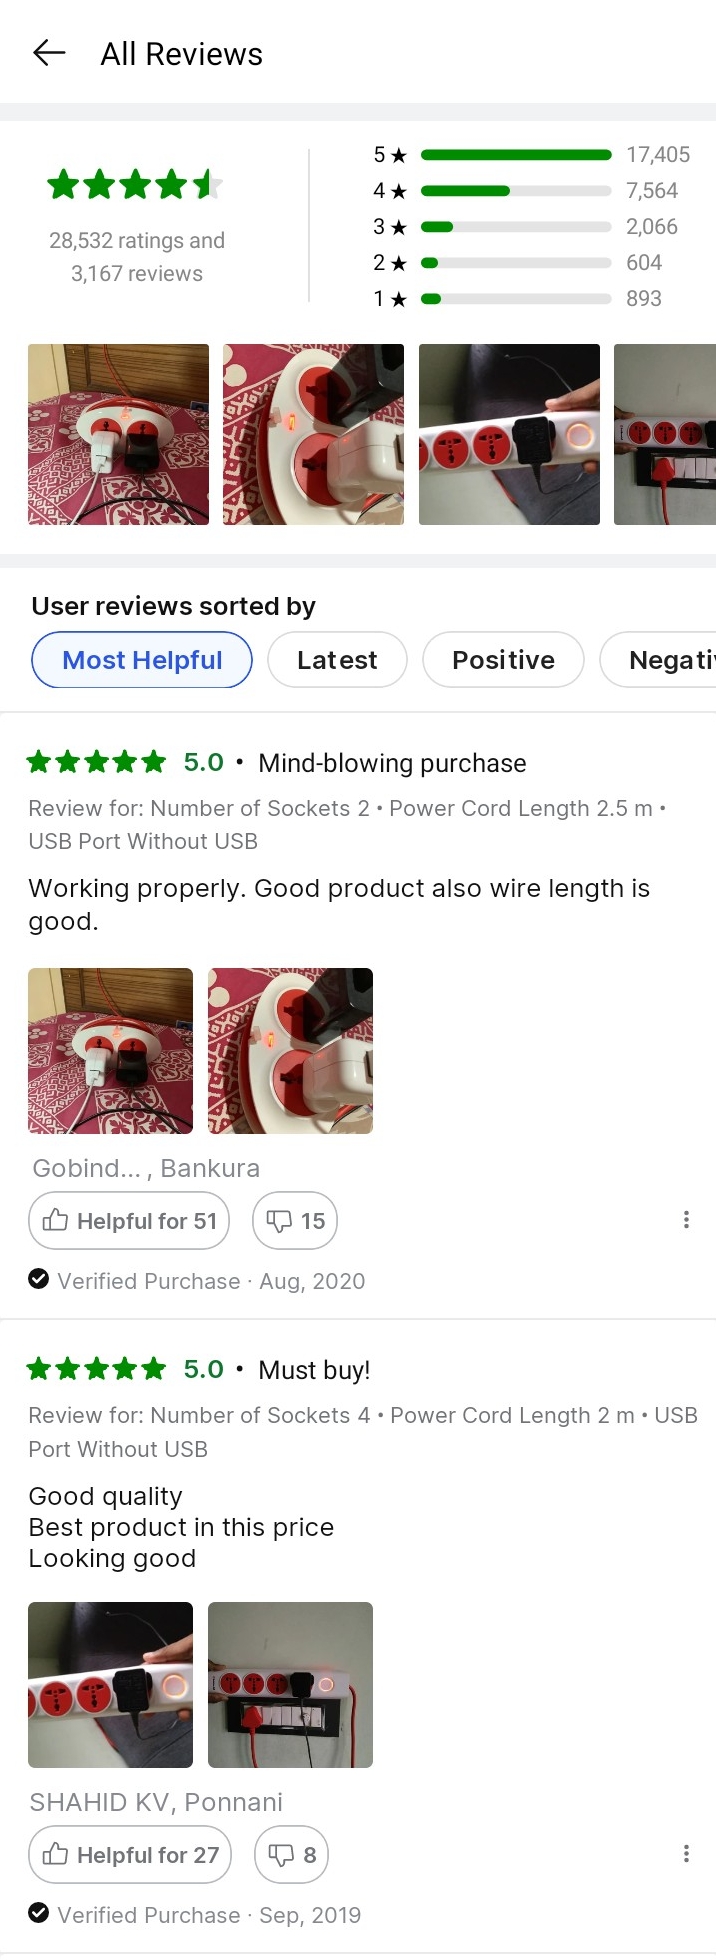 All Reviews
5★ 17,405
4★ 7,564
3★ 2,066
2★ 604
1★ 893
28,532 ratings and
3,167 reviews
User reviews sorted by
Most Helpful Latest Positive Negativ
5.0 • Mind-blowing purchase
Review for: Number of Sockets 2 • Power Cord Length 2.5 m •
USB Port Without USB
Working properly. Good product also wire length is
good.
Gobind... , Bankura
Helpful for 51 15
Verified Purchase · Aug, 2020
5.0 • Must buy!
Review for: Number of Sockets 4 • Power Cord Length 2 m • USB
Port Without USB
Good quality
Best product in this price
Looking good
SHAHID KV, Ponnani
Helpful for 27 8
Verified Purchase · Sep, 2019